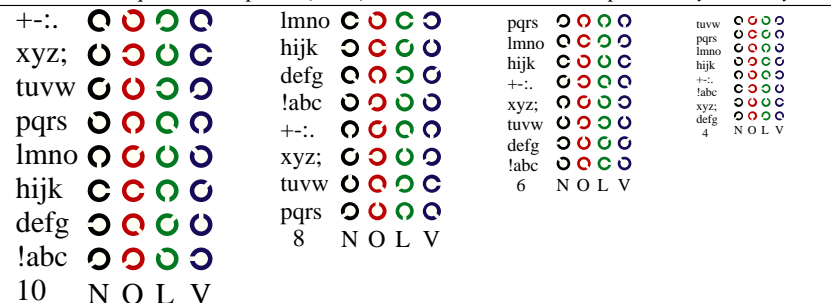 +-:.
xyz;
tuvw
pqrs
lmno
hijk
defg
!abc
10 N O L V
lmno
hijk
defg
!abc
+-:.
xyz;
tuvw
pqrs
8 N O L V
pqrs
lmno
hijk
+-:.
xyz;
tuvw
defg
!abc
6 N O L V
tuvw
pqrs
lmno
hijk
+-:.
!abc
xyz;
defg
4 N O L V